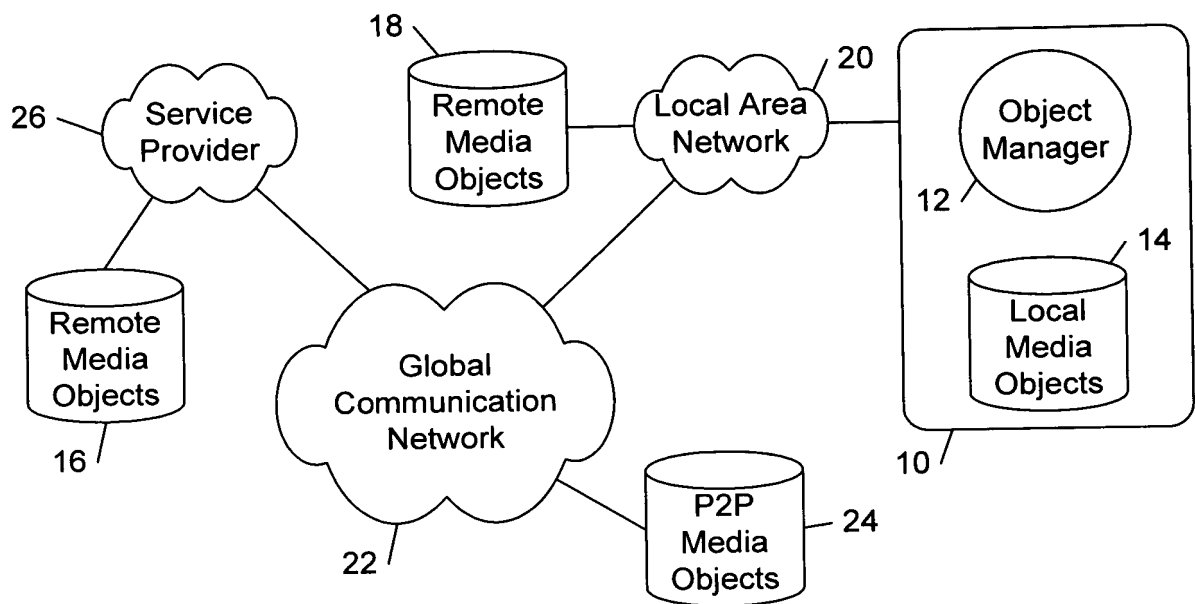 18
20
26
Service
Provider
Remote
Media
Objects
Local Area
Network
Object
Manager
12
14
Remote
Media
Objects
16
Global
Communication
Network
22
Local
Media
Objects
10
P2P
Media
Objects
24